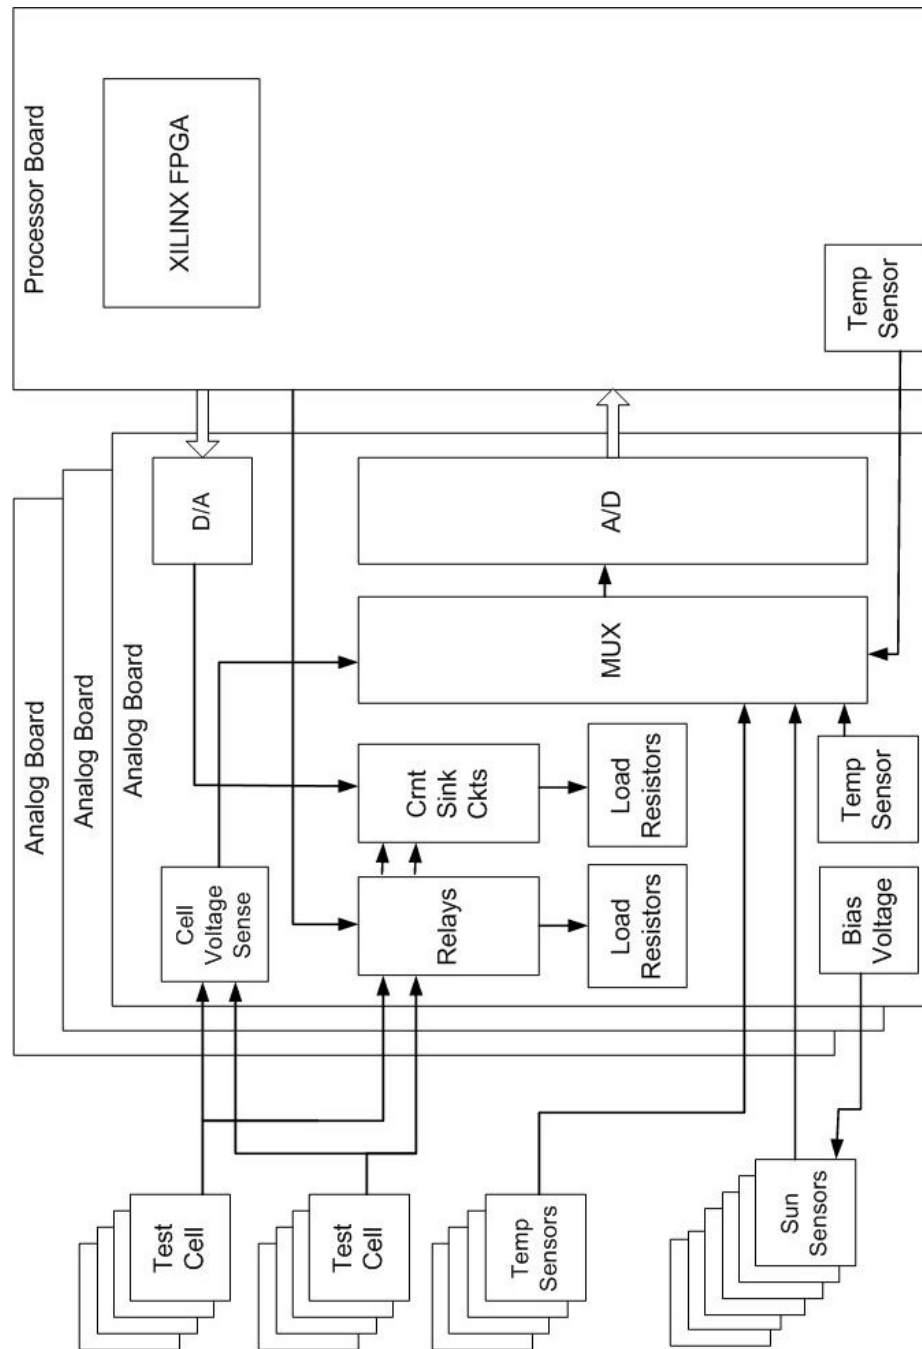 Processor Board
XILINX FPGA
Temp
Sensor
D/A
A/D
MUX
Analog Board
Analog Board
Analog Board
Crnt
Sink
Ckts
Load
Resistors
Temp
Sensor
Cell
Voltage
Sense
Relays
Load
Resistors
Bias
Voltage
Test
Cell
Test
Cell
Temp
Sensors
Sun
Sensors